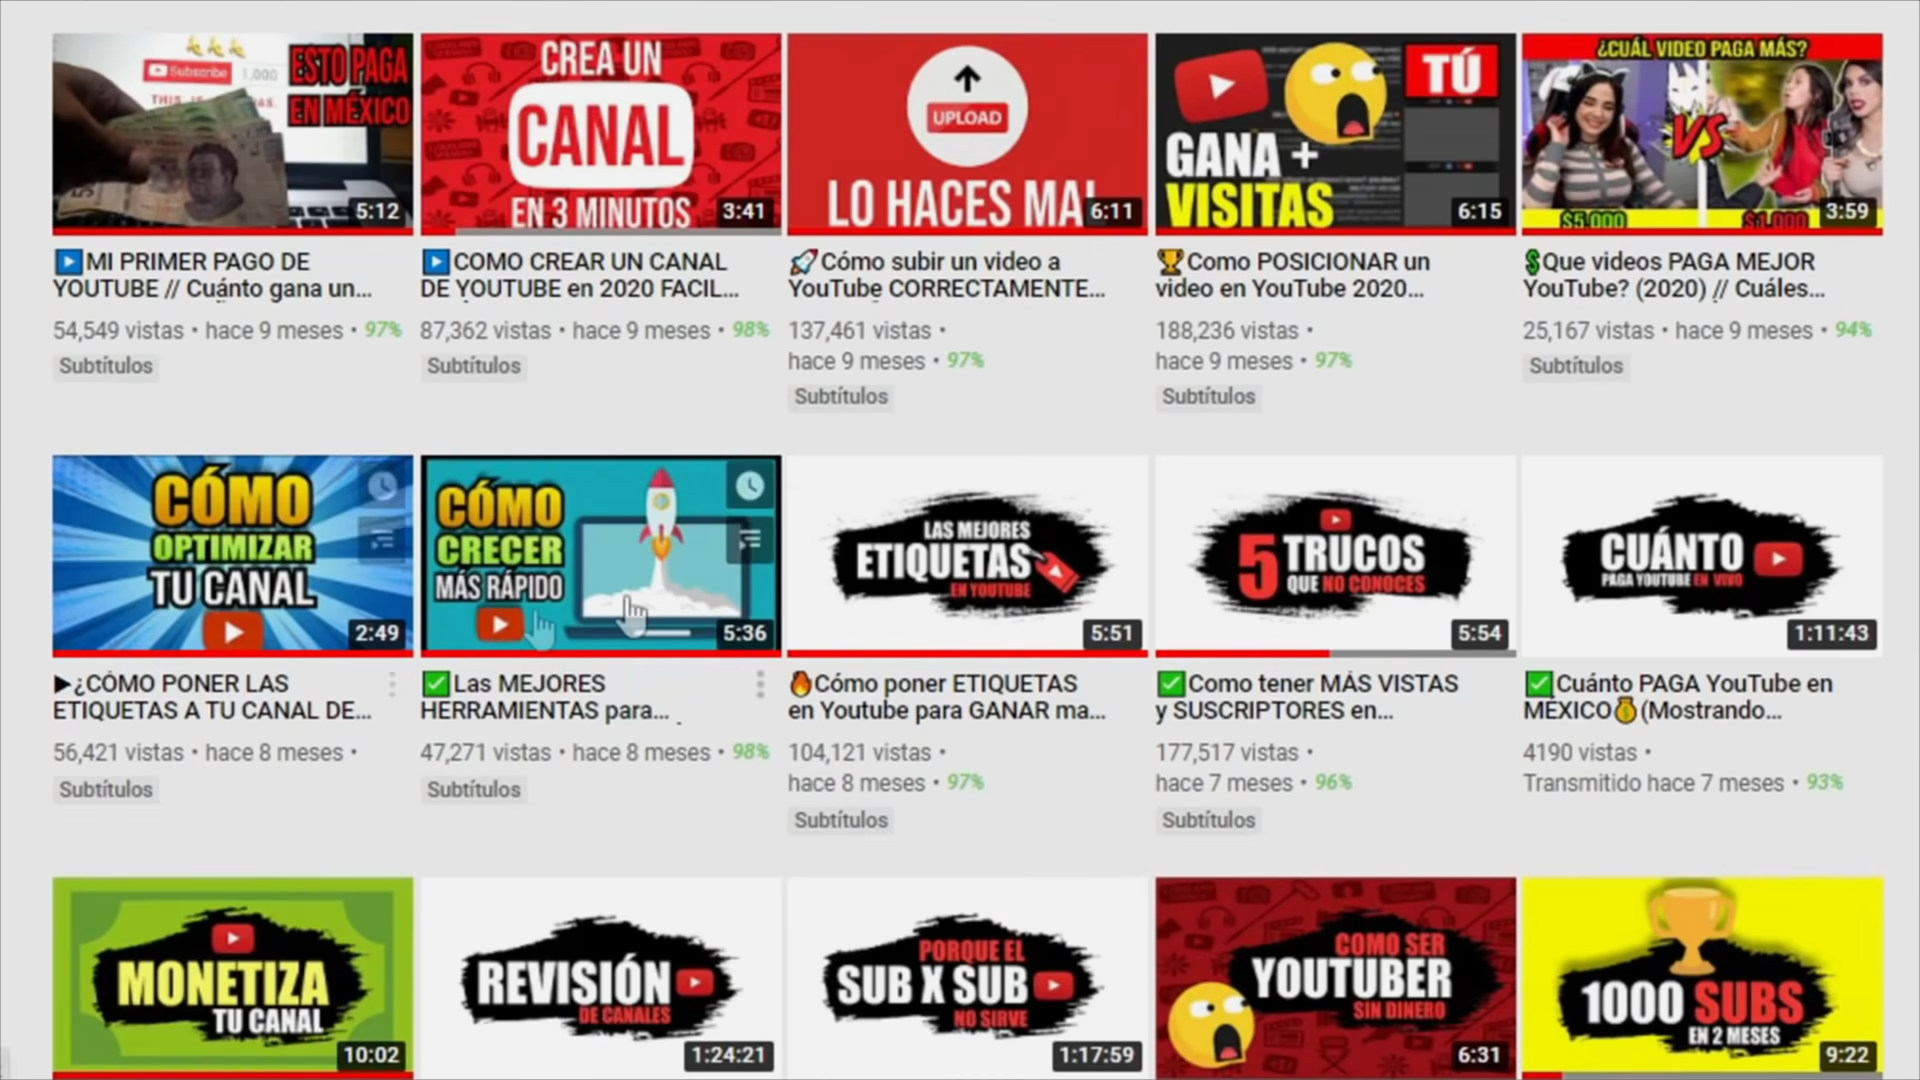 Subscribe 1,000
ESTO PAGA
EN MÉXICO
5:12
CREA UN
CANAL
EN 3 MINUTOS
3:41
UPLOAD
LO HACES MAL
6:11
TÚ
GANA +
VISITAS
6:15
¿CUÁL VIDEO PAGA MÁS?
VS
$5,000
$1,000
3:59
MI PRIMER PAGO DE
YOUTUBE // Cuánto gana un...
54,549 vistas • hace 9 meses • 97%
Subtítulos
COMO CREAR UN CANAL
DE YOUTUBE en 2020 FACIL...
87,362 vistas • hace 9 meses • 98%
Subtítulos
Cómo subir un video a
YouTube CORRECTAMENTE...
137,461 vistas •
hace 9 meses • 97%
Subtítulos
Como POSICIONAR un
video en YouTube 2020...
188,236 vistas •
hace 9 meses • 97%
Subtítulos
Que videos PAGA MEJOR
YouTube? (2020) // Cuáles...
25,167 vistas • hace 9 meses • 94%
Subtítulos
CÓMO
OPTIMIZAR
TU CANAL
2:49
CÓMO
CRECER
MÁS RÁPIDO
5:36
LAS MEJORES
ETIQUETAS
EN YOUTUBE
5:51
5 TRUCOS
QUE NO CONOCES
5:54
CUÁNTO
PAGA YOUTUBE EN VIVO
1:11:43
¿CÓMO PONER LAS
ETIQUETAS A TU CANAL DE...
56,421 vistas • hace 8 meses •
Subtítulos
Las MEJORES
HERRAMIENTAS para...
47,271 vistas • hace 8 meses • 98%
Subtítulos
Cómo poner ETIQUETAS
en Youtube para GANAR ma...
104,121 vistas •
hace 8 meses • 97%
Subtítulos
Como tener MÁS VISTAS
y SUSCRIPTORES en...
177,517 vistas •
hace 7 meses • 96%
Subtítulos
Cuánto PAGA YouTube en
MÉXICO (Mostrando...
4190 vistas •
Transmitido hace 7 meses • 93%
MONETIZA
TU CANAL
10:02
REVISIÓN
DE CANALES
1:24:21
PORQUE EL
SUB X SUB
NO SIRVE
1:17:59
COMO SER
YOUTUBER
SIN DINERO
6:31
1000 SUBS
EN 2 MESES
9:22